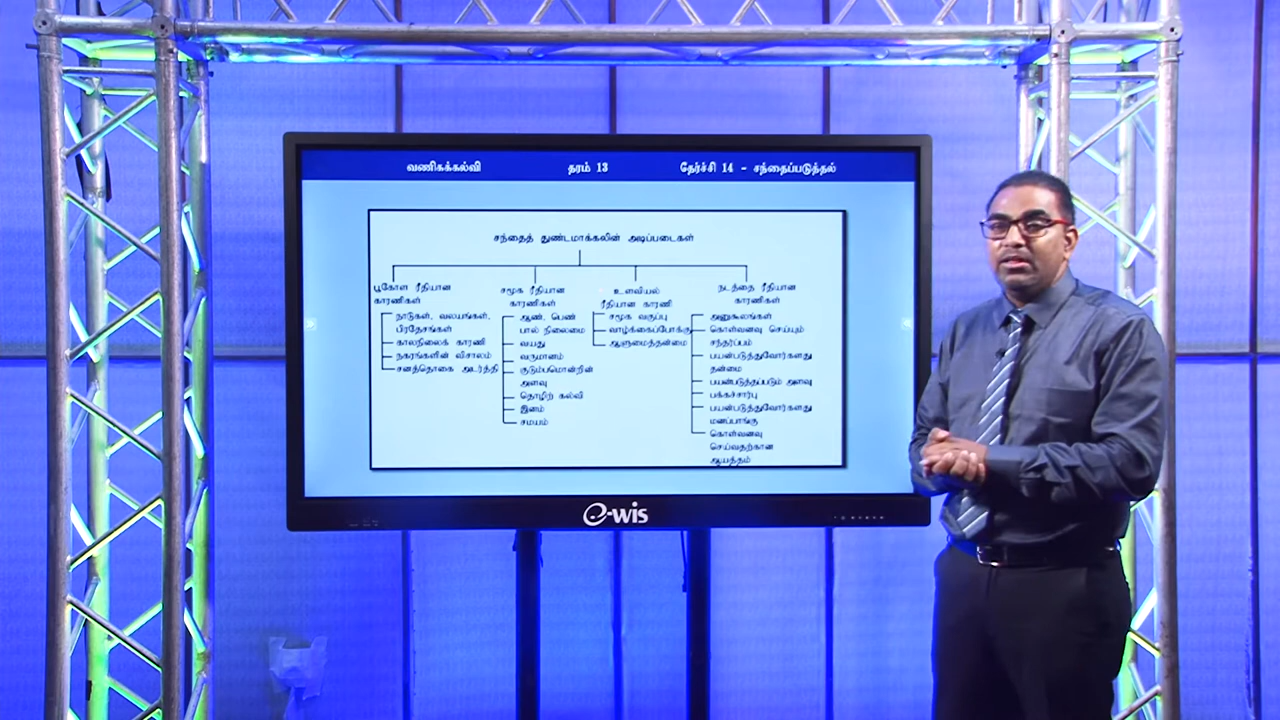 வணிகக்கல்வி தரம் 13 தேர்ச்சி 14 - சந்தைப்படுத்தல்
சந்தைத் துண்டமாக்கலின் அடிப்படைகள்
பூகோள ரீதியான
காரணிகள்
நாடுகள், வலயங்கள்,
பிரதேசங்கள்
காலநிலைக் காரணி
நகரங்களின் விசாலம்
சனத்தொகை அடர்த்தி
சமூக ரீதியான
காரணிகள்
ஆண், பெண்
பால் நிலைமை
வயது
வருமானம்
குடும்பமொன்றின்
அளவு
தொழிற் கல்வி
இனம்
சமயம்
உளவியல்
ரீதியான காரணி
சமூக வகுப்பு
வாழ்க்கைப்போக்கு
ஆளுமைத்தன்மை
நடத்தை ரீதியான
காரணிகள்
அனுகூலங்கள்
கொள்வனவு செய்யும்
சந்தர்ப்பம்
பயன்படுத்துவோர்களது
தன்மை
பயன்படுத்தப்படும் அளவு
பக்கச்சார்பு
பயன்படுத்துவோர்களது
மனப்பாங்கு
கொள்வனவு
செய்வதற்கான
ஆயத்தம்
e-wis